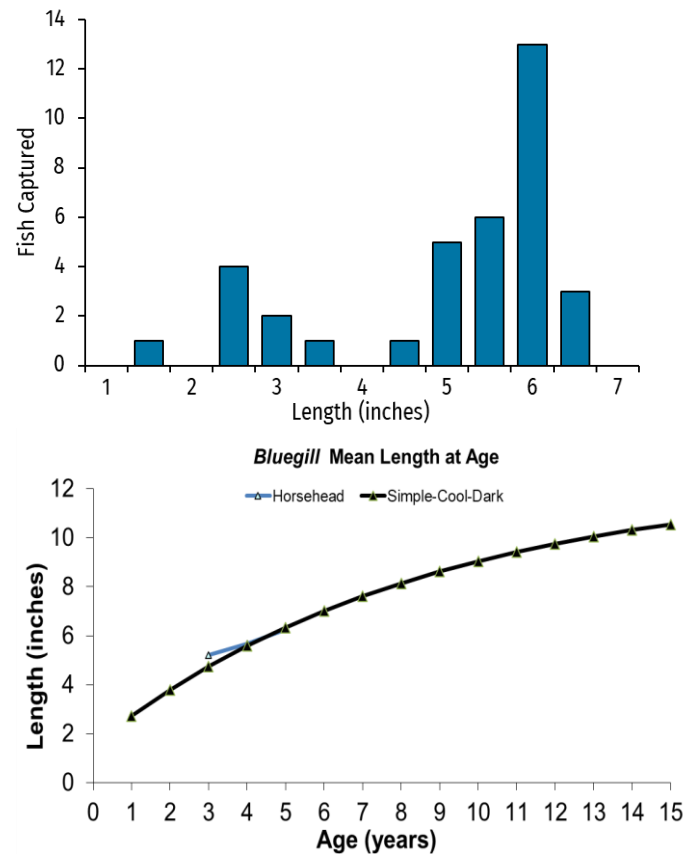 14
12
10
8
6
4
2
0
Fish Captured
1 2 3 4 5 6 7
Length (inches)
Bluegill Mean Length at Age
Horsehead Simple-Cool-Dark
12
10
8
6
4
2
0
Length (inches)
0 1 2 3 4 5 6 7 8 9 10 11 12 13 14 15
Age (years)